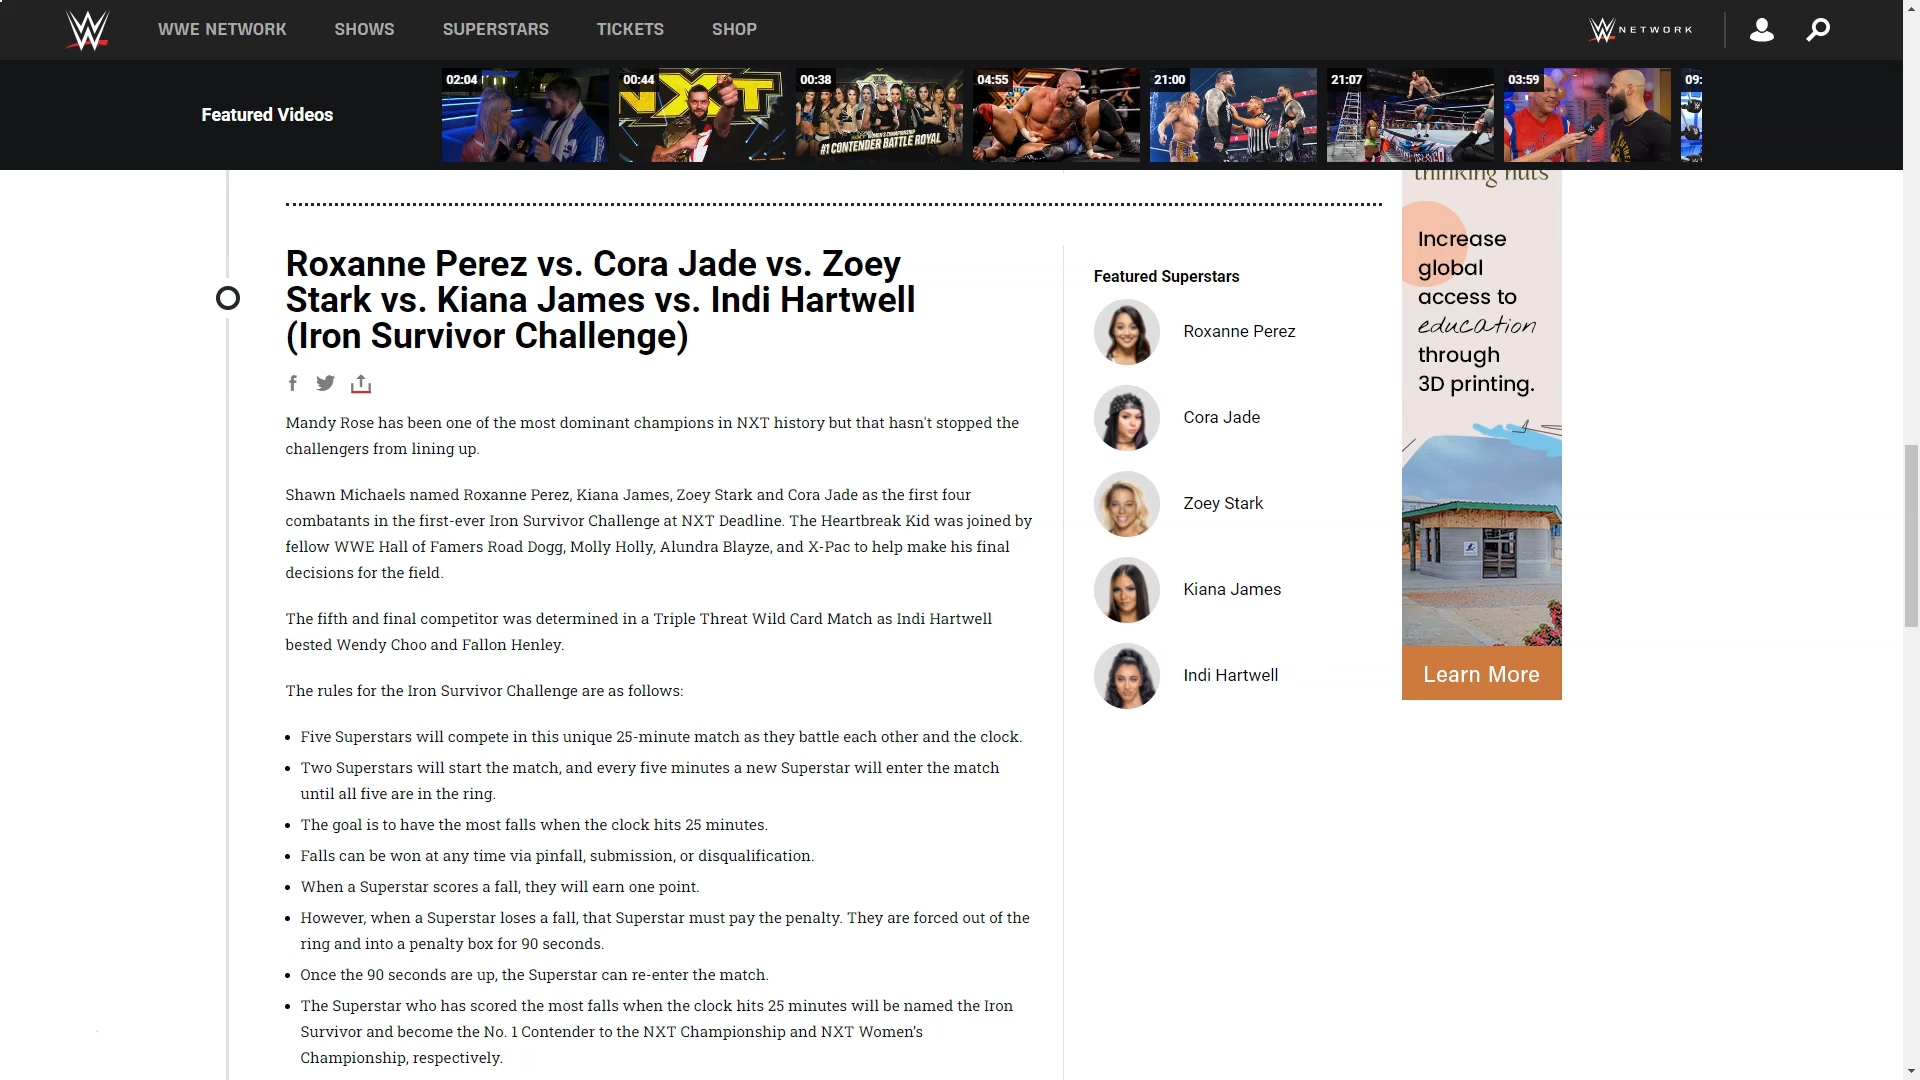 WWE NETWORK
SHOWS
SUPERSTARS
TICKETS
SHOP
NETWORK
Featured Videos
02:04
00:44
NXT
00:38
#1 CONTENDER BATTLE ROYAL
04:55
21:00
21:07
03:59
09:
Roxanne Perez vs. Cora Jade vs. Zoey
Stark vs. Kiana James vs. Indi Hartwell
(Iron Survivor Challenge)
Mandy Rose has been one of the most dominant champions in NXT history but that hasn't stopped the
challengers from lining up.
Shawn Michaels named Roxanne Perez, Kiana James, Zoey Stark and Cora Jade as the first four
combatants in the first-ever Iron Survivor Challenge at NXT Deadline. The Heartbreak Kid was joined by
fellow WWE Hall of Famers Road Dogg, Molly Holly, Alundra Blayze, and X-Pac to help make his final
decisions for the field.
The fifth and final competitor was determined in a Triple Threat Wild Card Match as Indi Hartwell
bested Wendy Choo and Fallon Henley.
The rules for the Iron Survivor Challenge are as follows:
• Five Superstars will compete in this unique 25-minute match as they battle each other and the clock.
• Two Superstars will start the match, and every five minutes a new Superstar will enter the match
until all five are in the ring.
• The goal is to have the most falls when the clock hits 25 minutes.
• Falls can be won at any time via pinfall, submission, or disqualification.
• When a Superstar scores a fall, they will earn one point.
• However, when a Superstar loses a fall, that Superstar must pay the penalty. They are forced out of the
ring and into a penalty box for 90 seconds.
• Once the 90 seconds are up, the Superstar can re-enter the match.
• The Superstar who has scored the most falls when the clock hits 25 minutes will be named the Iron
Survivor and become the No. 1 Contender to the NXT Championship and NXT Women's
Championship, respectively.
Featured Superstars
Roxanne Perez
Cora Jade
Zoey Stark
Kiana James
Indi Hartwell
thinking huts
Increase
global
access to
education
through
3D printing.
Learn More